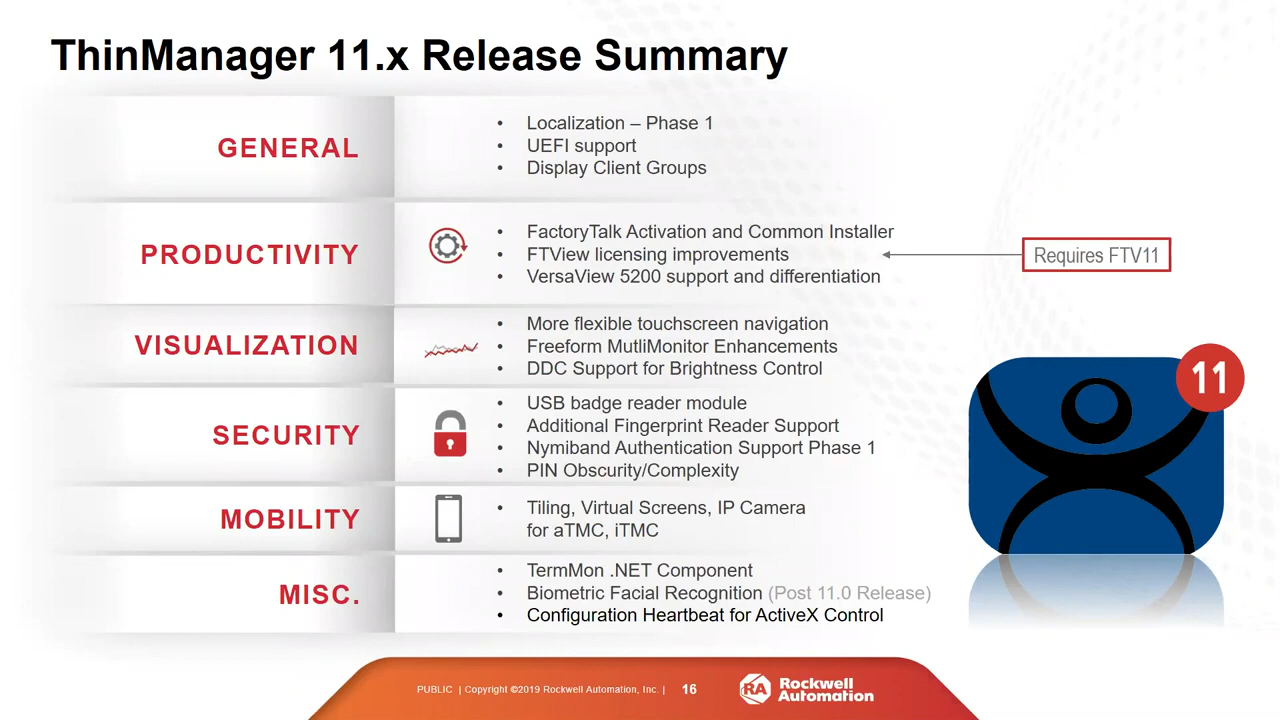 ThinManager 11.x Release Summary
GENERAL
• Localization – Phase 1
• UEFI support
• Display Client Groups
PRODUCTIVITY
• FactoryTalk Activation and Common Installer
• FTView licensing improvements
• VersaView 5200 support and differentiation
Requires FTV11
VISUALIZATION
• More flexible touchscreen navigation
• Freeform MutliMonitor Enhancements
• DDC Support for Brightness Control
11
SECURITY
• USB badge reader module
• Additional Fingerprint Reader Support
• Nymiband Authentication Support Phase 1
• PIN Obscurity/Complexity
MOBILITY
• Tiling, Virtual Screens, IP Camera
for aTMC, iTMC
MISC.
• TermMon .NET Component
• Biometric Facial Recognition (Post 11.0 Release)
• Configuration Heartbeat for ActiveX Control
PUBLIC | Copyright ©2019 Rockwell Automation, Inc. | 16
RA Rockwell
Automation